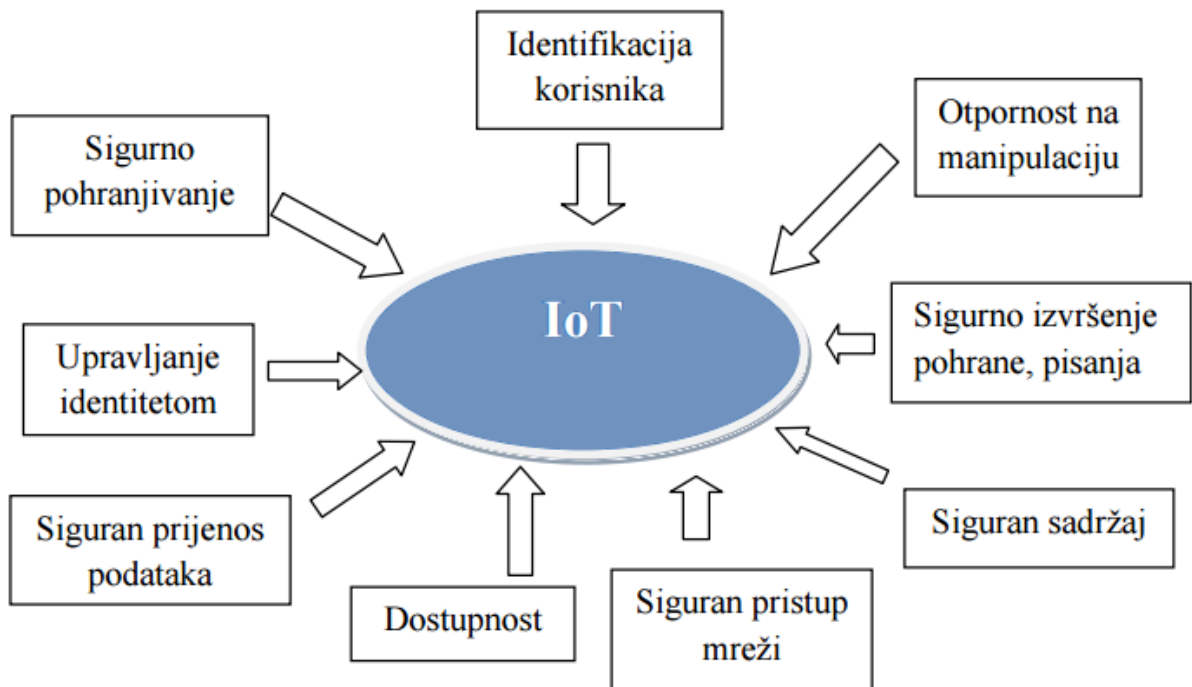 Identifikacija
korisnika
Otpornost na
manipulaciju
Sigurno
pohranjivanje
IoT
Sigurno izvršenje
pohrane, pisanja
Upravljanje
identitetom
Siguran prijenos
podataka
Siguran sadržaj
Dostupnost
Siguran pristup
mreži